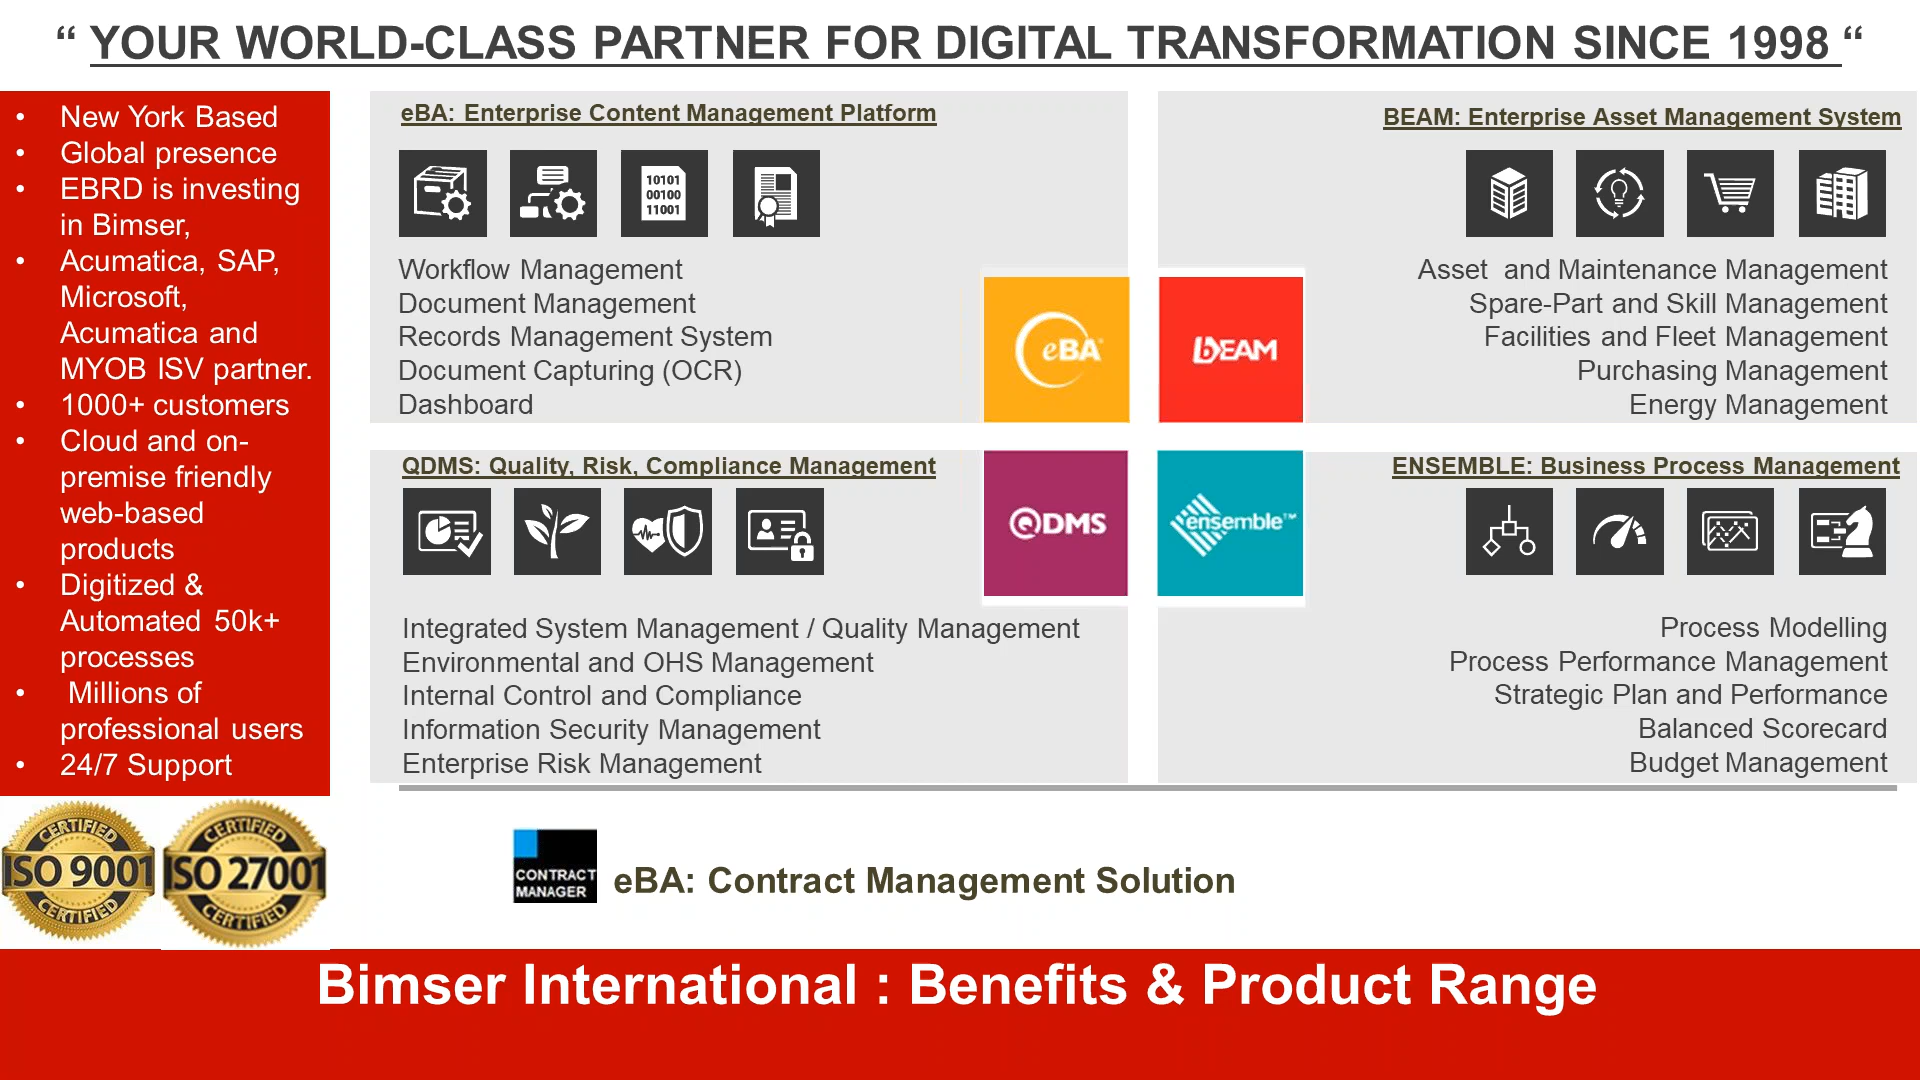 “ YOUR WORLD-CLASS PARTNER FOR DIGITAL TRANSFORMATION SINCE 1998 “
• New York Based
• Global presence
• EBRD is investing
in Bimser,
• Acumatica, SAP,
Microsoft,
Acumatica and
MYOB ISV partner.
• 1000+ customers
• Cloud and on-
premise friendly
web-based
products
• Digitized &
Automated 50k+
processes
• Millions of
professional users
• 24/7 Support
CERTIFIED
ISO 9001
CERTIFIED
CERTIFIED
ISO 27001
CERTIFIED
eBA: Enterprise Content Management Platform
10101
00100
11001
Workflow Management
Document Management
Records Management System
Document Capturing (OCR)
Dashboard
eBA
BEAM: Enterprise Asset Management System
Asset and Maintenance Management
Spare-Part and Skill Management
Facilities and Fleet Management
Purchasing Management
Energy Management
bEAM
QDMS: Quality, Risk, Compliance Management
Integrated System Management / Quality Management
Environmental and OHS Management
Internal Control and Compliance
Information Security Management
Enterprise Risk Management
QDMS
ENSEMBLE: Business Process Management
ensemble™
Process Modelling
Process Performance Management
Strategic Plan and Performance
Balanced Scorecard
Budget Management
CONTRACT
MANAGER
eBA: Contract Management Solution
Bimser International : Benefits & Product Range